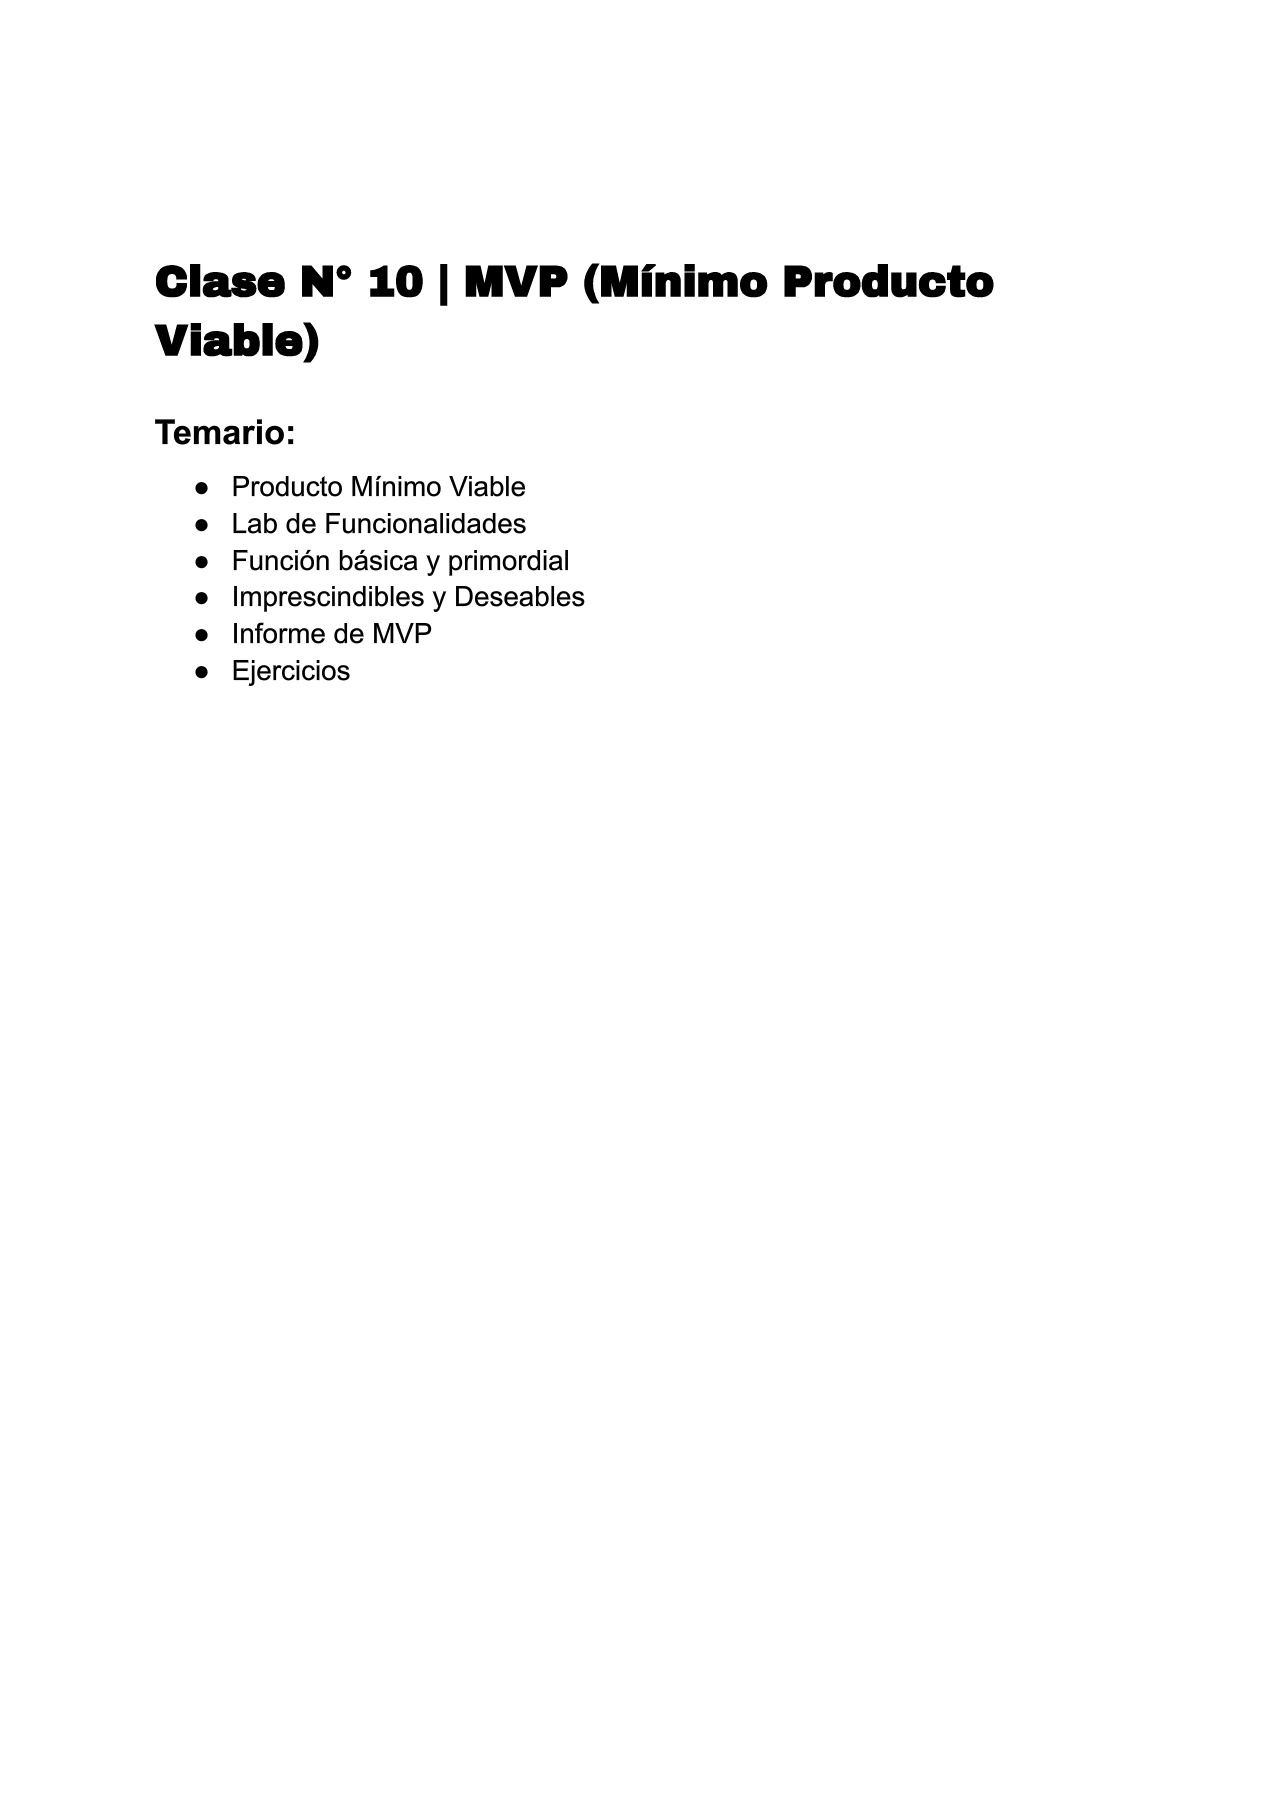 Clase N° 10 | MVP (Mínimo Producto
Viable)
Temario:
● Producto Mínimo Viable
● Lab de Funcionalidades
● Función básica y primordial
● Imprescindibles y Deseables
● Informe de MVP
● Ejercicios